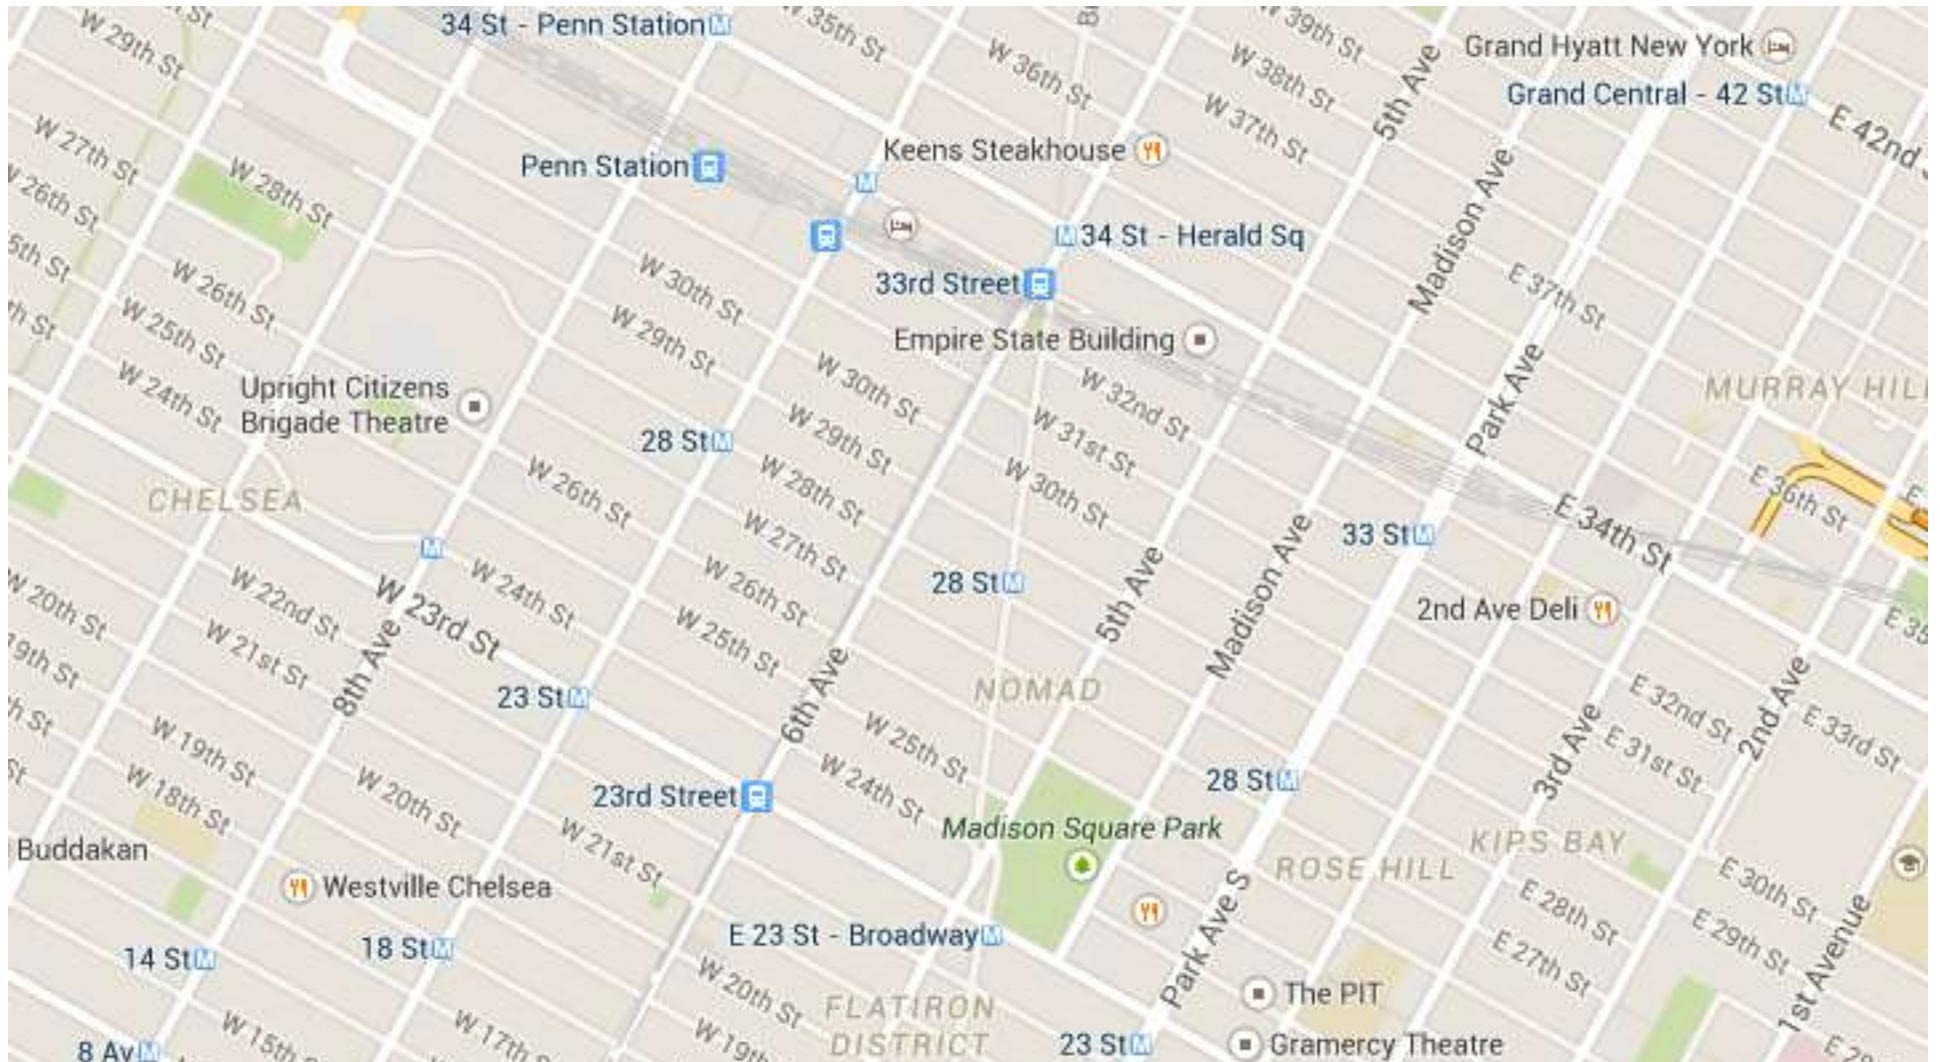 W 29th St
34 St - Penn Station
W 35th St
W 36th St
W 39th St
W 38th St
W 37th St
5th Ave
Grand Hyatt New York
Grand Central - 42 St
E 42nd
W 27th St
W 28th St
W 26th St
Penn Station
Keens Steakhouse
Madison Ave
34 St - Herald Sq
33rd Street
W 30th St
W 29th St
E 37th St
W 26th St
W 25th St
W 24th St
Empire State Building
Park Ave
MURRAY HILL
Upright Citizens
Brigade Theatre
W 30th St
W 29th St
W 32nd St
W 31st St
W 30th St
28 St
W 28th St
W 27th St
W 26th St
E 36th St
E 34th St
CHELSEA
33 St
28 St
5th Ave
Madison Ave
2nd Ave Deli
W 20th St
W 22nd St
W 21st St
W 23rd St
W 24th St
8th Ave
W 26th St
W 25th St
6th Ave
NOMAD
23 St
E 32nd St
E 31st St
2nd Ave
E 33rd St
3rd Ave
W 19th St
W 18th St
W 20th St
23rd Street
W 25th St
W 24th St
28 St
Madison Square Park
W 21st St
Buddakan
Westville Chelsea
ROSE HILL
KIPS BAY
E 30th St
E 29th St
E 28th St
E 27th St
14 St
18 St
E 23 St - Broadway
Park Ave S
1st Avenue
W 20th St
W 19th
FLATIRON
DISTRICT
The PIT
Gramercy Theatre
23 St
W 15th St
W 17th St
8 Av